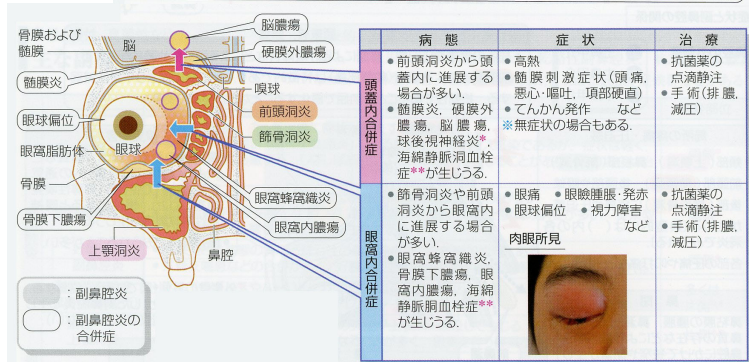 脳膿瘍
骨膜および
髄膜
脳
硬膜外膿瘍
髄膜炎
嗅球
前頭洞炎
眼球偏位
篩骨洞炎
眼窩脂肪体
眼球
骨膜
眼窩蜂窩織炎
骨膜下膿瘍
眼窩内膿瘍
上顎洞炎
鼻腔
:副鼻腔炎
:副鼻腔炎の
合併症
病態
症状
治療
頭蓋内合併症
●前頭洞炎から頭
蓋内に進展する
場合が多い.
●髄膜炎, 硬膜外
膿瘍, 脳膿瘍,
球後視神経炎*,
海綿静脈洞血栓
症**が生じうる.
●高熱
●髄膜刺激症状(頭痛,
悪心・嘔吐, 項部硬直)
●てんかん発作 など
※無症状の場合もある.
●抗菌薬の
点滴静注
●手術(排膿,
減圧)
眼窩内合併症
●篩骨洞炎や前頭
洞炎から眼窩内
に進展する場合
が多い.
●眼窩蜂窩織炎,
骨膜下膿瘍, 眼
窩内膿瘍, 海綿
静脈胴血栓症**
が生じうる.
●眼痛 ●眼瞼腫脹・発赤
●眼球偏位 ●視力障害
など
肉眼所見
●抗菌薬の
点滴静注
●手術(排膿,
減圧)